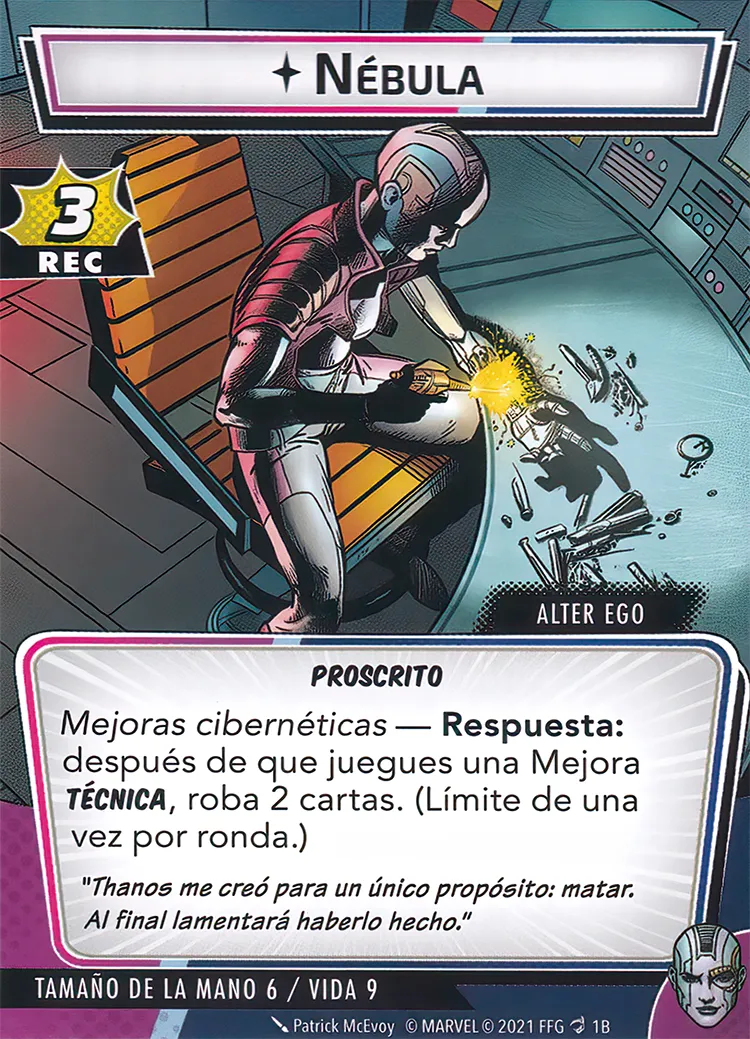 NÉBULA
3
REC
ALTER EGO
PROSCRITO
Mejoras cibernéticas — Respuesta:
después de que juegues una Mejora
TÉCNICA, roba 2 cartas. (Límite de una
vez por ronda.)
"Thanos me creó para un único propósito: matar.
Al final lamentará haberlo hecho."
TAMAÑO DE LA MANO 6 / VIDA 9
Patrick McEvoy © MARVEL © 2021 FFG 1B